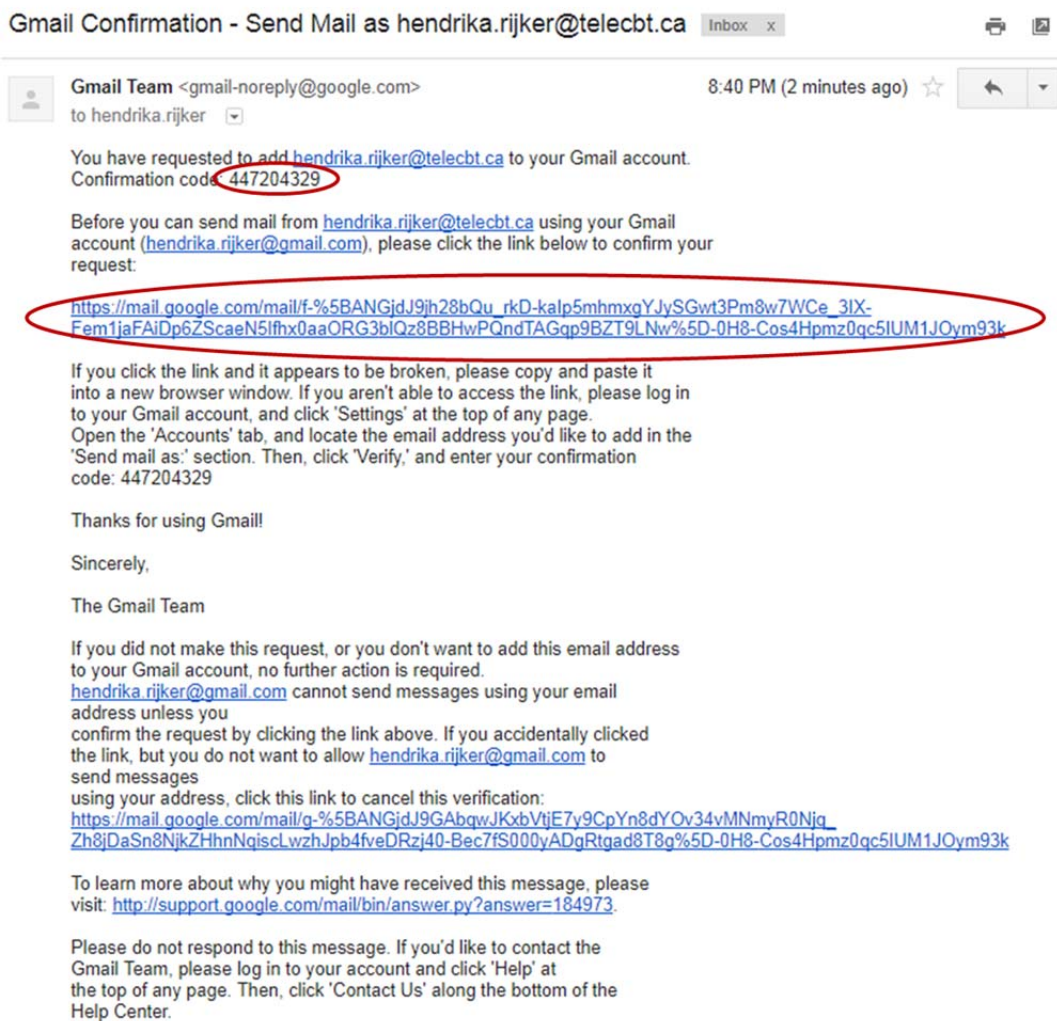 Gmail Confirmation - Send Mail as hendrika.rijker@telecbt.ca Inbox x
Gmail Team <gmail-noreply@google.com> 8:40 PM (2 minutes ago)
to hendrika.rijker
You have requested to add hendrika.rijker@telecbt.ca to your Gmail account.
Confirmation code: 447204329
Before you can send mail from hendrika.rijker@telecbt.ca using your Gmail
account (hendrika.rijker@gmail.com), please click the link below to confirm your
request:
https://mail.google.com/mail/f-%5BANGjdJ9jh28bQu_rkD-kaIp5mhmxgYJySGwt3Pm8w7WCe_3IX-
Fem1jaFAiDp6ZScaeN5Ifhx0aaORG3blQz8BBHwPQndTAGqp9BZT9LNw%5D-0H8-Cos4Hpmz0qc5IUM1JOym93k
If you click the link and it appears to be broken, please copy and paste it
into a new browser window. If you aren't able to access the link, please log in
to your Gmail account, and click 'Settings' at the top of any page.
Open the 'Accounts' tab, and locate the email address you'd like to add in the
'Send mail as:' section. Then, click 'Verify,' and enter your confirmation
code: 447204329
Thanks for using Gmail!
Sincerely,
The Gmail Team
If you did not make this request, or you don't want to add this email address
to your Gmail account, no further action is required.
hendrika.rijker@gmail.com cannot send messages using your email
address unless you
confirm the request by clicking the link above. If you accidentally clicked
the link, but you do not want to allow hendrika.rijker@gmail.com to
send messages
using your address, click this link to cancel this verification:
https://mail.google.com/mail/g-%5BANGjdJ9GAbqwJKxbVtjE7y9CpYn8dYOv34vMNmyR0Njq_
Zh8jDaSn8NjkZHhnNqiscLwzhJpb4fveDRzj40-Bec7fS000yADgRtgad8T8g%5D-0H8-Cos4Hpmz0qc5IUM1JOym93k
To learn more about why you might have received this message, please
visit: http://support.google.com/mail/bin/answer.py?answer=184973.
Please do not respond to this message. If you'd like to contact the
Gmail Team, please log in to your account and click 'Help' at
the top of any page. Then, click 'Contact Us' along the bottom of the
Help Center.